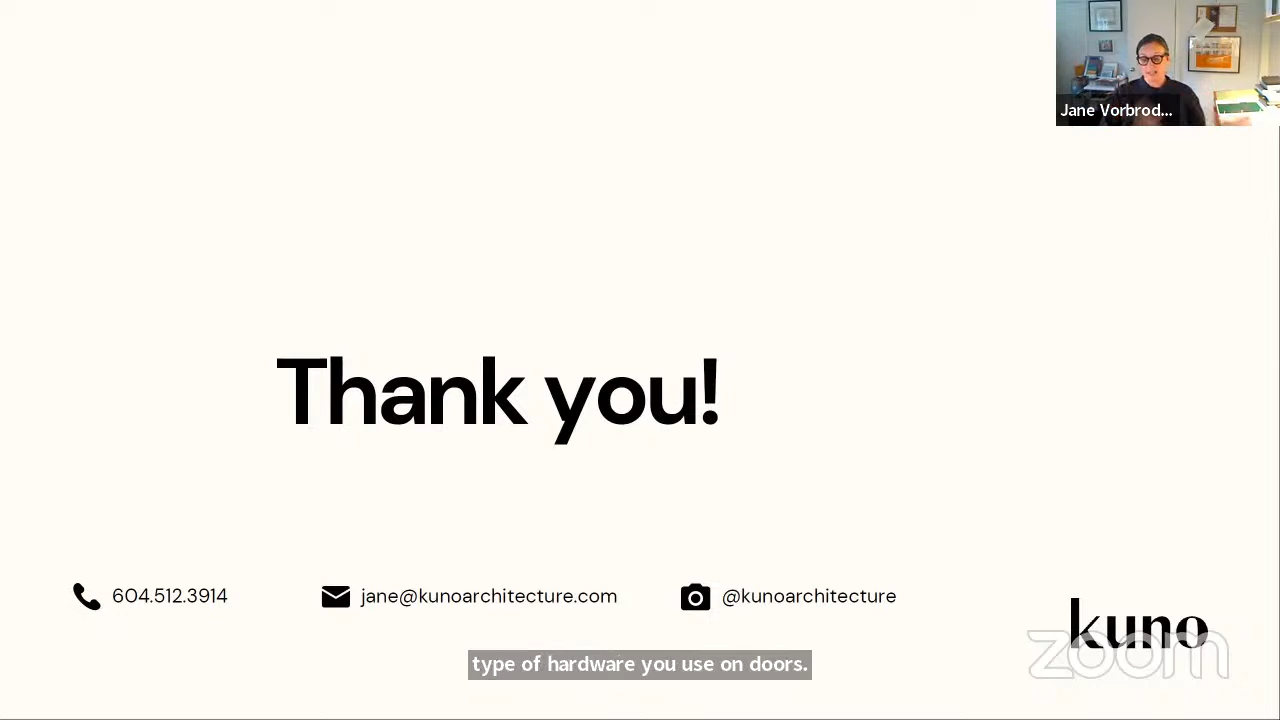 Jane Vorbrod...
Thank you!
604.512.3914
jane@kunoarchitecture.com
@kunoarchitecture
kuno
zoom
type of hardware you use on doors.